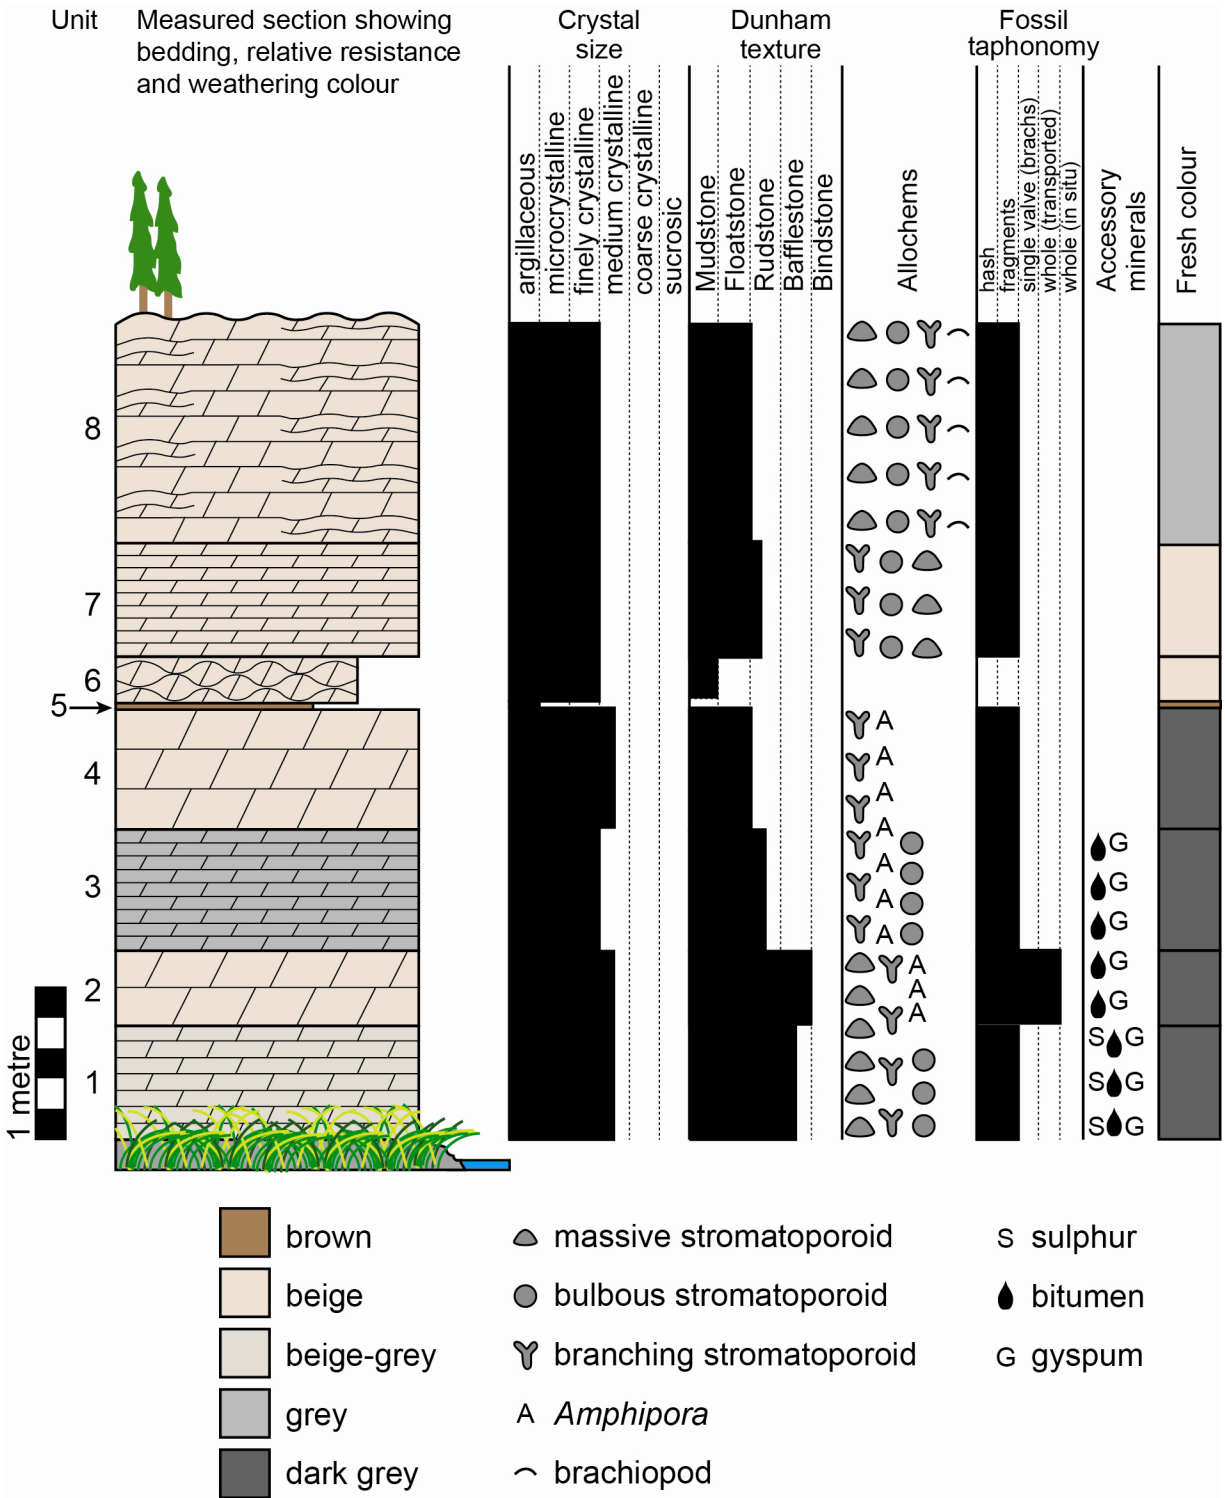 Unit
Measured section showing
bedding, relative resistance
and weathering colour
Crystal
size
Dunham
texture
Fossil
taphonomy
argillaceous
microcrystalline
finely crystalline
medium crystalline
coarse crystalline
sucrosic
Mudstone
Floatstone
Rudstone
Bafflestone
Bindstone
Allochems
hash
fragments
single valve (brachs)
whole (transported)
whole (in situ)
Accessory
minerals
Fresh colour
8
7
6
5
4
3
2
1
1 metre
A
A
A
A
A
A
A
A
A
A
G
G
G
G
G
S G
S G
S G
brown
beige
beige-grey
grey
dark grey
massive stromatoporoid
bulbous stromatoporoid
branching stromatoporoid
A Amphipora
brachiopod
S sulphur
bitumen
G gyspum